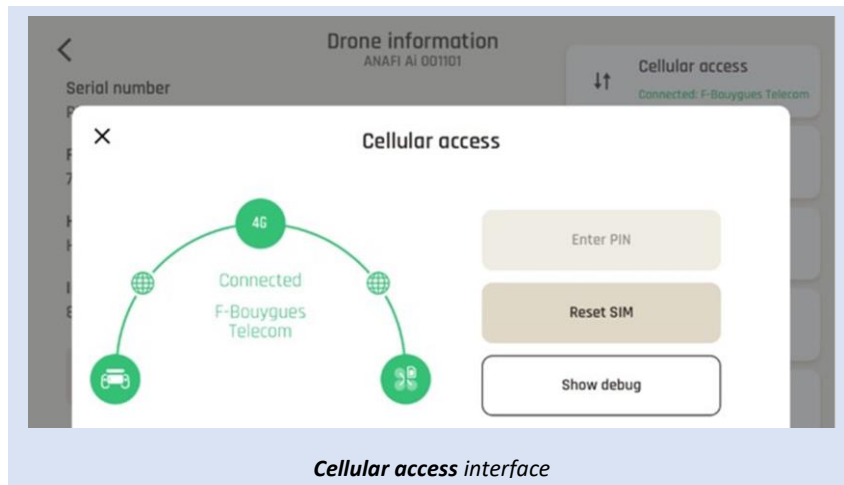 Drone information
ANAFI Ai 001101
Serial number
Cellular access
Connected: F-Bouygues Telecom
Cellular access
4G
Connected
F-Bouygues
Telecom
Enter PIN
Reset SIM
Show debug
Cellular access interface